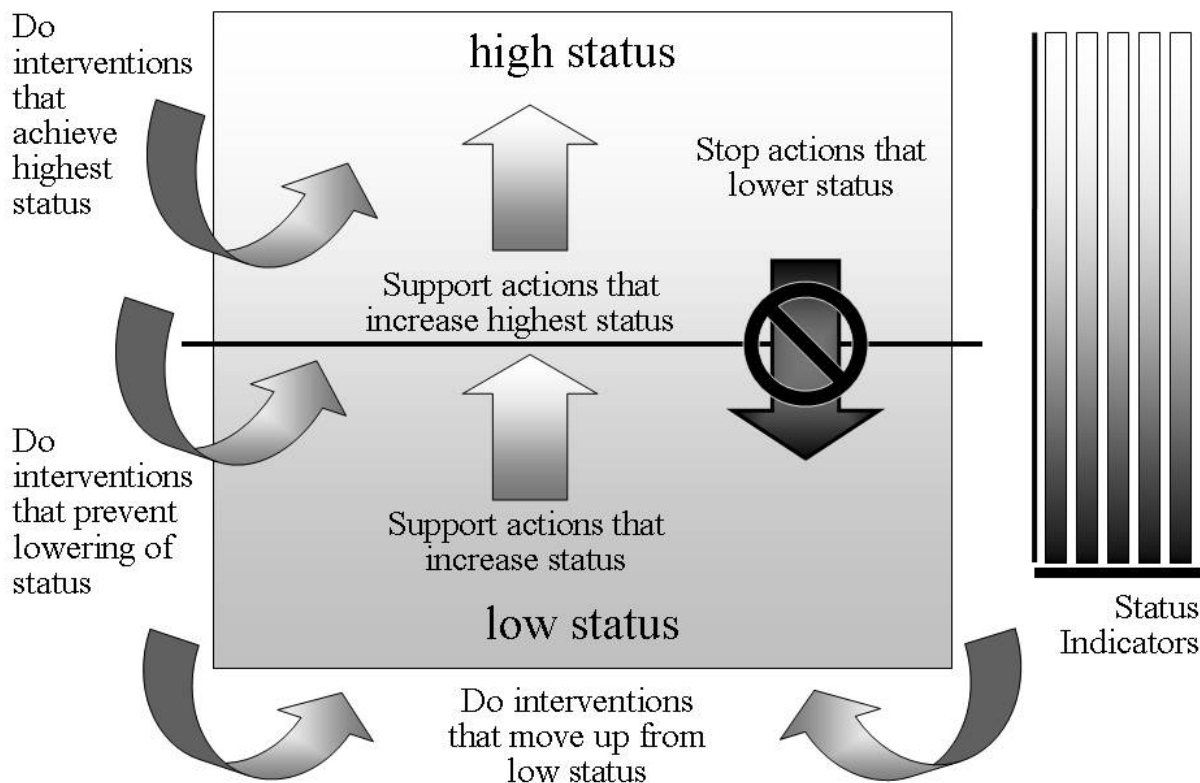 Do
interventions
that
achieve
highest
status
high status
Stop actions that
lower status
Support actions that
increase highest status
Do
interventions
that prevent
lowering of
status
Support actions that
increase status
low status
Do interventions
that move up from
low status
Status
Indicators